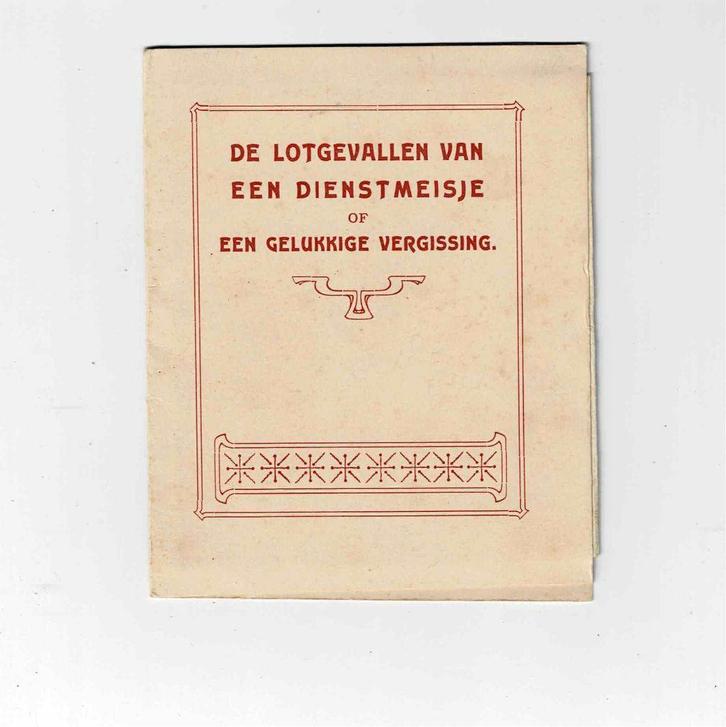 DE LOTGEVALLEN VAN
EEN DIENSTMEISJE
OF
EEN GELUKKIGE VERGISSING.